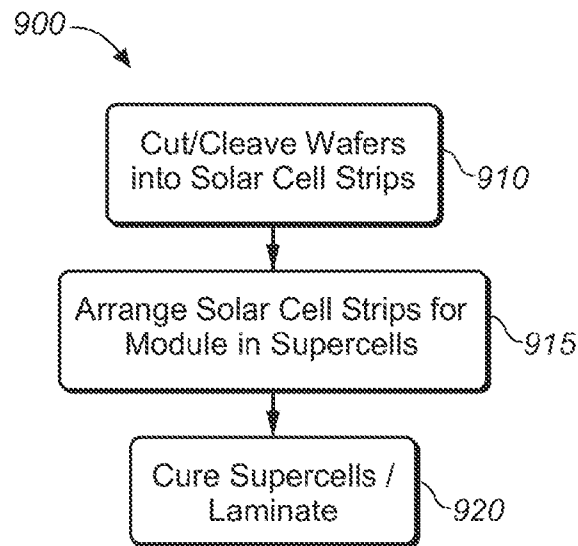 900
Cut/Cleave Wafers
into Solar Cell Strips
910
Arrange Solar Cell Strips for
Module in Supercells
915
Cure Supercells /
Laminate
920